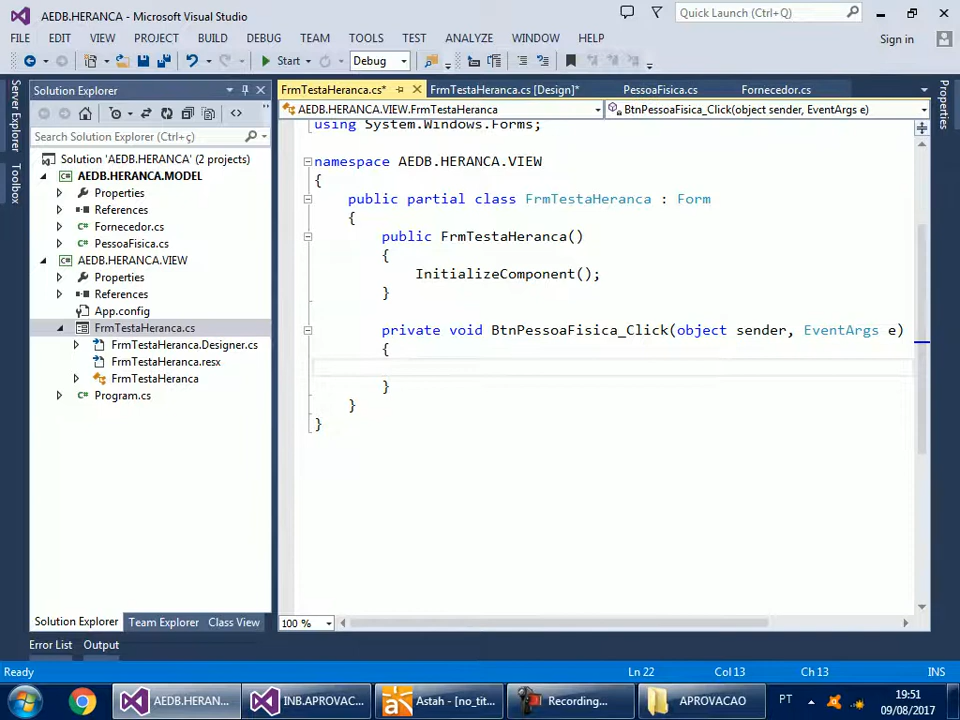 AEDB.HERANCA - Microsoft Visual Studio
Quick Launch (Ctrl+Q)
FILE EDIT VIEW PROJECT BUILD DEBUG TEAM TOOLS TEST ANALYZE WINDOW HELP
Sign in
Start Debug
Server Explorer
Toolbox
Solution Explorer
Search Solution Explorer (Ctrl+ç)
Solution 'AEDB.HERANCA' (2 projects)
AEDB.HERANCA.MODEL
Properties
References
Fornecedor.cs
PessoaFisica.cs
AEDB.HERANCA.VIEW
Properties
References
App.config
FrmTestaHeranca.cs
FrmTestaHeranca.Designer.cs
FrmTestaHeranca.resx
FrmTestaHeranca
Program.cs
Solution Explorer Team Explorer Class View
FrmTestaHeranca.cs* FrmTestaHeranca.cs [Design]* PessoaFisica.cs Fornecedor.cs
AEDB.HERANCA.VIEW.FrmTestaHeranca BtnPessoaFisica_Click(object sender, EventArgs e)
using System.Windows.Forms;
namespace AEDB.HERANCA.VIEW
{
public partial class FrmTestaHeranca : Form
{
public FrmTestaHeranca()
{
InitializeComponent();
}
private void BtnPessoaFisica_Click(object sender, EventArgs e)
{
}
}
}
100 %
Properties
Error List Output
Ready Ln 22 Col 13 Ch 13 INS
AEDB.HERAN... INB.APROVAC... Astah - [no_tit... Recording... APROVACAO PT
19:51
09/08/2017